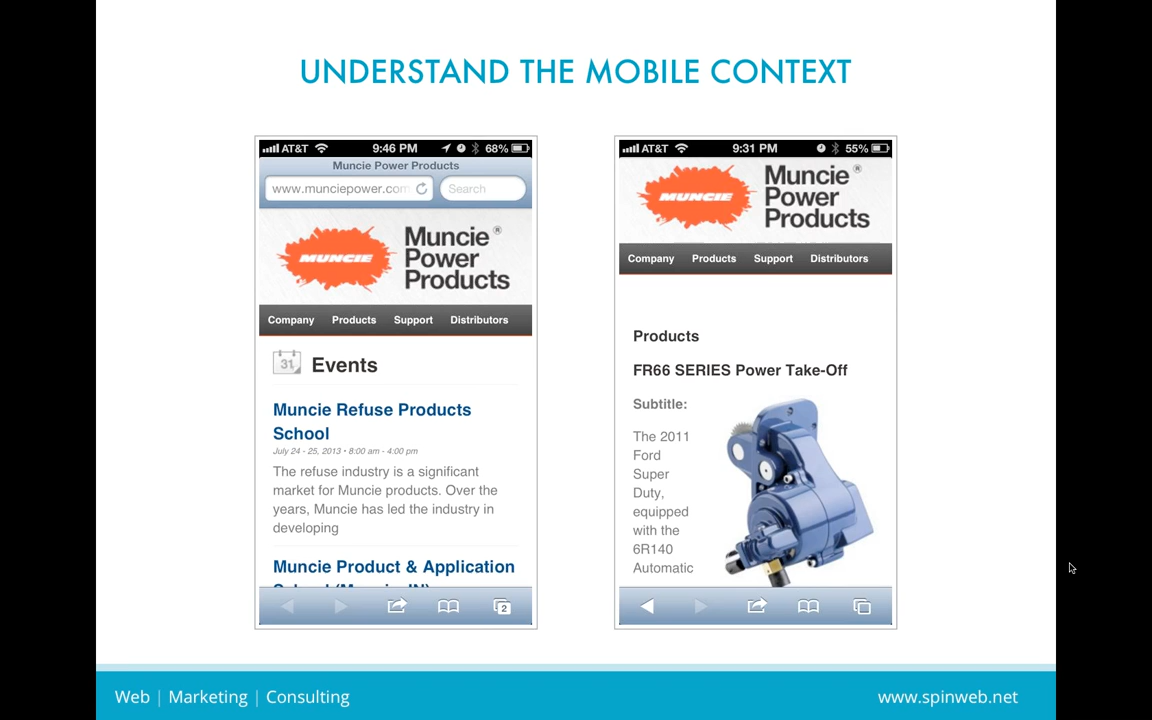 UNDERSTAND THE MOBILE CONTEXT
AT&T 9:46 PM 68%
Muncie Power Products
www.munciepower.com Search
MUNCIE
Muncie®
Power
Products
Company Products Support Distributors
31 Events
Muncie Refuse Products
School
July 24 - 25, 2013 • 8:00 am - 4:00 pm
The refuse industry is a significant
market for Muncie products. Over the
years, Muncie has led the industry in
developing
Muncie Product & Application
School (Muncie, IN)
2
AT&T 9:31 PM 55%
MUNCIE
Muncie®
Power
Products
Company Products Support Distributors
Products
FR66 SERIES Power Take-Off
Subtitle:
The 2011
Ford
Super
Duty,
equipped
with the
6R140
Automatic
Web | Marketing | Consulting
www.spinweb.net